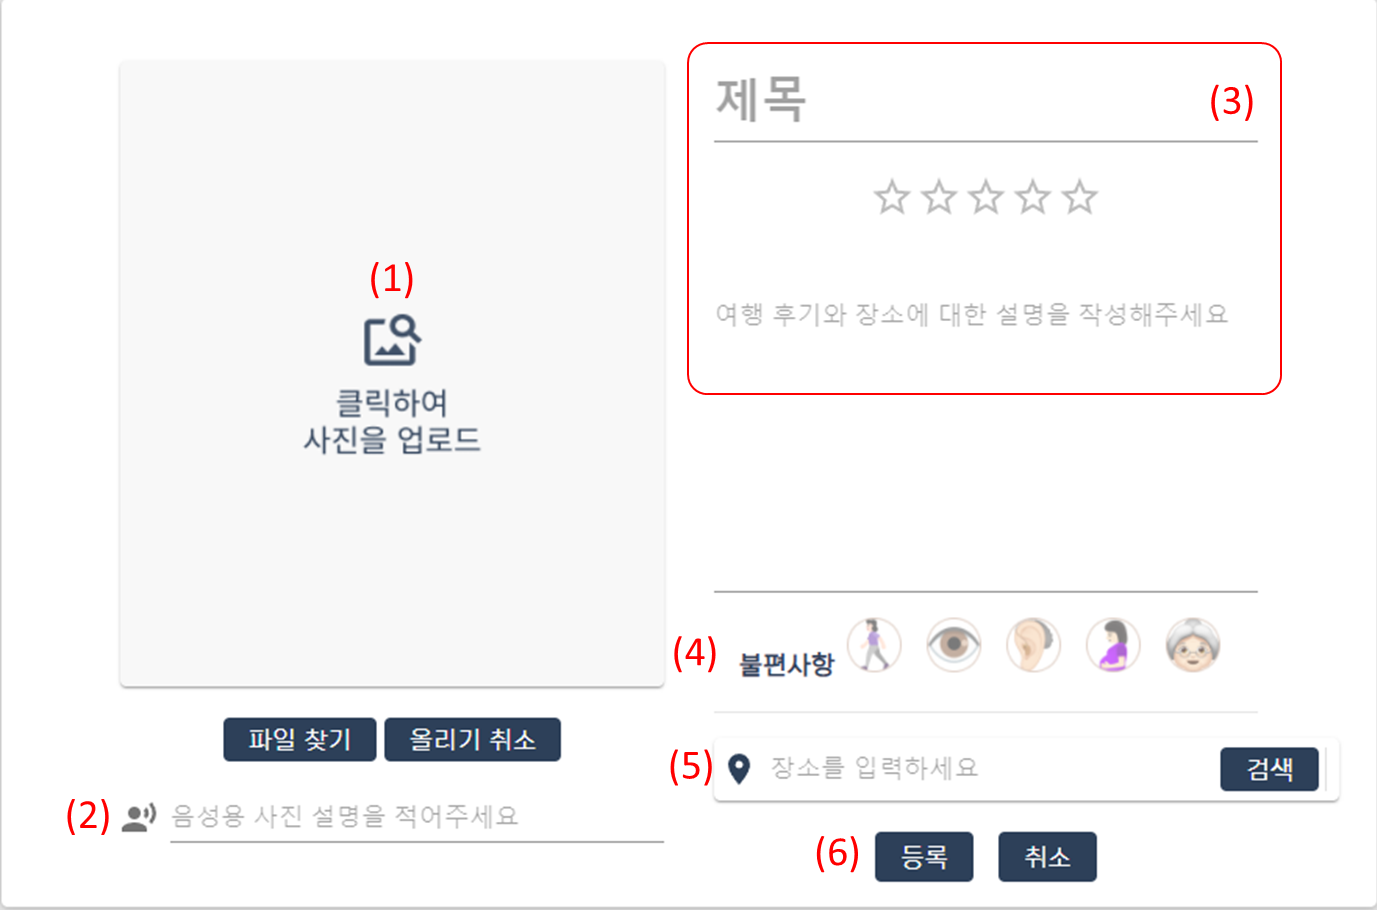 (1)
클릭하여
사진을 업로드
파일 찾기 올리기 취소
(2) 음성용 사진 설명을 적어주세요
제목 (3)
여행 후기와 장소에 대한 설명을 작성해주세요
(4) 불편사항
(5) 장소를 입력하세요 검색
(6) 등록 취소